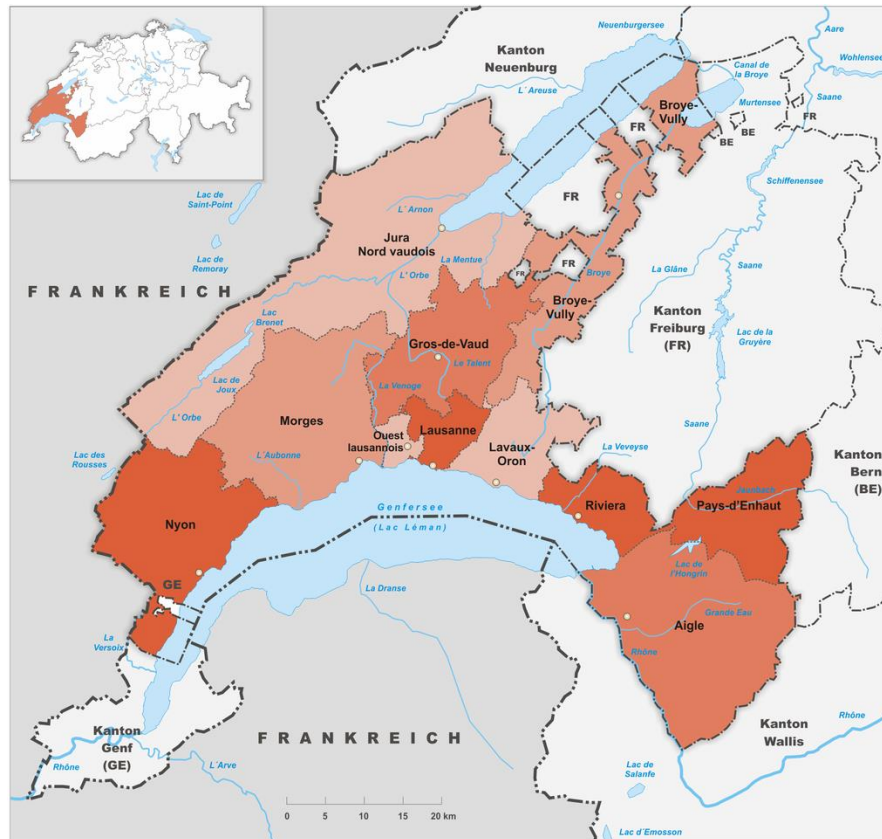 Neuenburgersee
Aare
Kanton
Neuenburg
Canal de
la Broye
Wohlensee
L´Areuse
Broye-
Vully
Murtensee
Saane
FR
FR
BE
BE
Lac de
Saint-Point
FR
Schiffenensee
L´Arnon
Jura
Nord vaudois
Lac de
Remoray
La Mentue
La Glâne
Saane
L'Orbe
FR
FR
Broye
FRANKREICH
Broye-
Vully
Kanton
Freiburg
(FR)
Lac
Brenet
Lac de la
Gruyère
Gros-de-Vaud
La Talent
Lac de
Joux
La Venoge
L'Orbe
Morges
Saane
Lausanne
Ouest
lausannois
Lavaux-
Oron
La Veveyse
Lac des
Rousses
L´Aubonne
Kanton
Bern
(BE)
Jaunbach
Pays-d'Enhaut
Riviera
Genfersee
(Lac Léman)
Nyon
Lac de
l'Hongrin
GE
La Dranse
Grande Eau
Aigle
La
Versoix
Rhône
Kanton
Genf
(GE)
FRANKREICH
Kanton
Wallis
Rhône
Rhône
L´Arve
Lac de
Salanfe
0 5 10 20 km
Lac d´Emosson